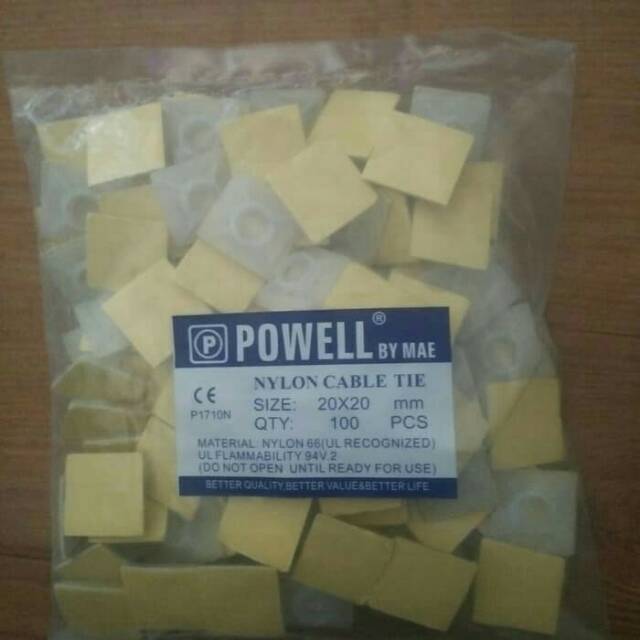 P POWELL® BY MAE
CE
P1710N
NYLON CABLE TIE
SIZE: 20X20 mm
QTY: 100 PCS
MATERIAL: NYLON 66(UL RECOGNIZED)
UL FLAMMABILITY 94V.2
(DO NOT OPEN UNTIL READY FOR USE)
BETTER QUALITY,BETTER VALUE&BETTER LIFE